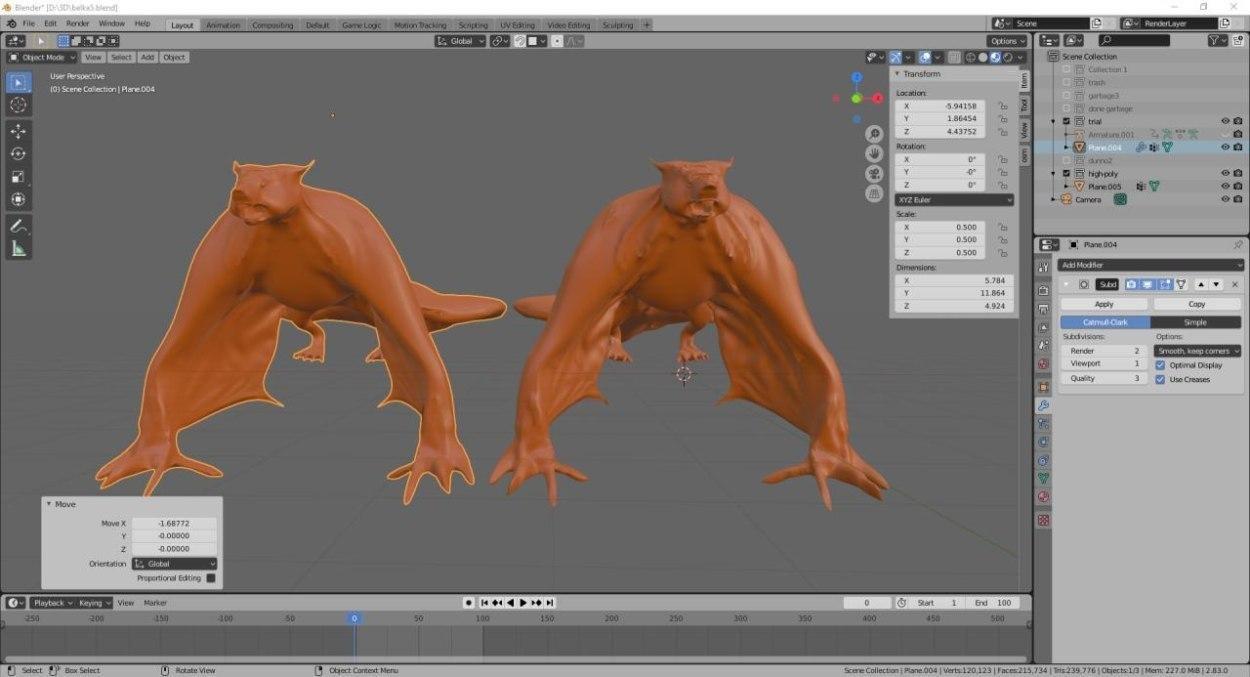 Blender* [D:\3D\belka5.blend]
File Edit Render Window Help Layout Animation Compositing Default Game Logic Motion Tracking Scripting UV Editing Video Editing Sculpting + Scene RenderLayer
Global Options
Object Mode View Select Add Object
User Perspective
(0) Scene Collection | Plane.004
Transform
Location:
X -5.94158
Y 1.86454
Z 4.43752
Rotation:
X 0°
Y -0°
Z 0°
XYZ Euler
Scale:
X 0.500
Y 0.500
Z 0.500
Dimensions:
X 5.784
Y 11.864
Z 4.924
Item
Tool
View
Z
X
Scene Collection
Collection 1
trash
garbage3
done garbage
trial
Armature.001
Plane.004
dunno2
high-poly
Plane.005
Camera
Plane.004
Add Modifier
Subd
Apply Copy
Catmull-Clark Simple
Subdivisions: Options:
Render 2 Smooth, keep corners
Viewport 1 Optimal Display
Quality 3 Use Creases
Move
Move X -1.68772
Y -0.00000
Z -0.00000
Orientation Global
Proportional Editing
Playback Keying View Marker 0 Start 1 End 100
-250 -200 -150 -100 -50 0 50 100 150 200 250 300 350 400 450 500
Select Box Select Rotate View Object Context Menu Scene Collection | Plane.004 | Verts:120,123 | Faces:215,734 | Tris:239,776 | Objects:1/3 | Mem: 227.0 MiB | 2.83.0